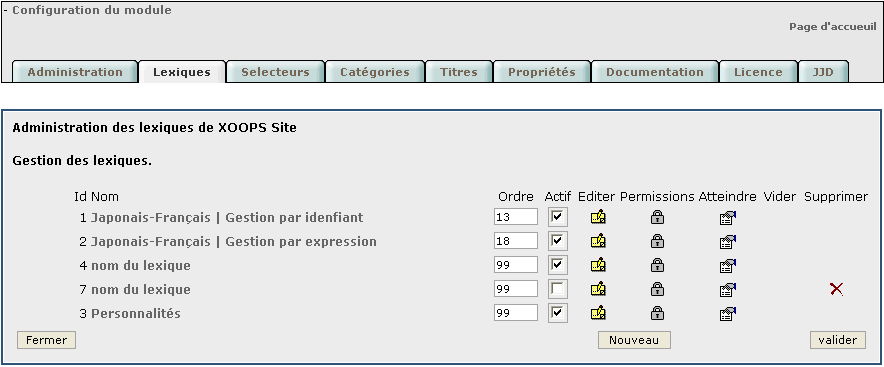 - Configuration du module
Page d'accueuil
Administration Lexiques Selecteurs Catégories Titres Propriétés Documentation Licence JJD
Administration des lexiques de XOOPS Site
Gestion des lexiques.
Id Nom Ordre Actif Editer Permissions Atteindre Vider Supprimer
1 Japonais-Français | Gestion par idenfiant 13
2 Japonais-Français | Gestion par expression 18
4 nom du lexique 99
7 nom du lexique 99
3 Personnalités 99
Fermer Nouveau valider